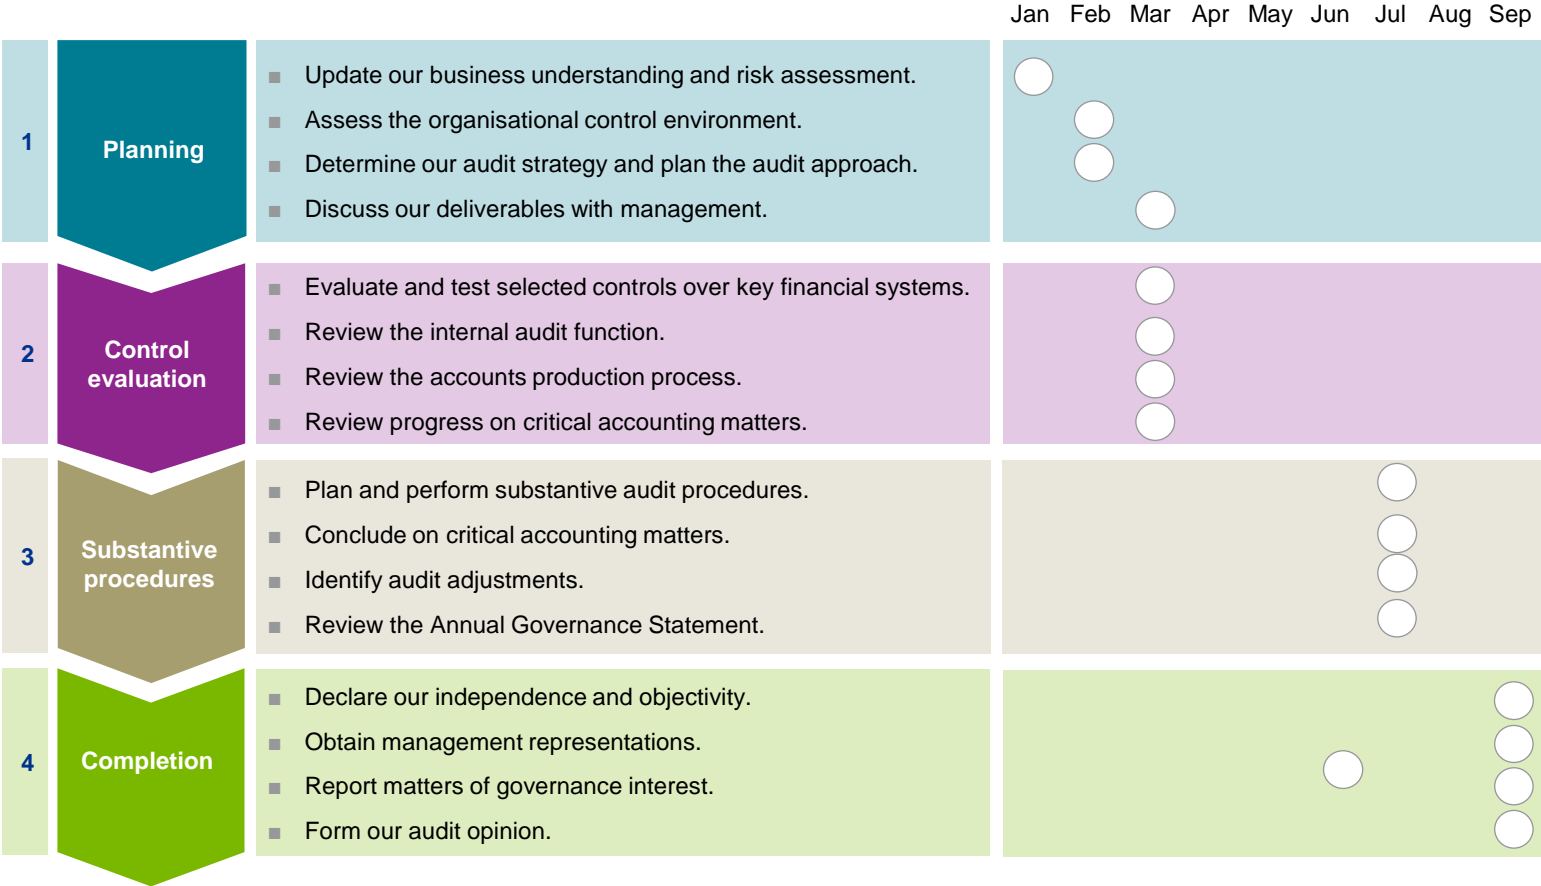 Jan Feb Mar Apr May Jun Jul Aug Sep
1
Planning
■ Update our business understanding and risk assessment.
■ Assess the organisational control environment.
■ Determine our audit strategy and plan the audit approach.
■ Discuss our deliverables with management.
2
Control
evaluation
■ Evaluate and test selected controls over key financial systems.
■ Review the internal audit function.
■ Review the accounts production process.
■ Review progress on critical accounting matters.
3
Substantive
procedures
■ Plan and perform substantive audit procedures.
■ Conclude on critical accounting matters.
■ Identify audit adjustments.
■ Review the Annual Governance Statement.
4
Completion
■ Declare our independence and objectivity.
■ Obtain management representations.
■ Report matters of governance interest.
■ Form our audit opinion.